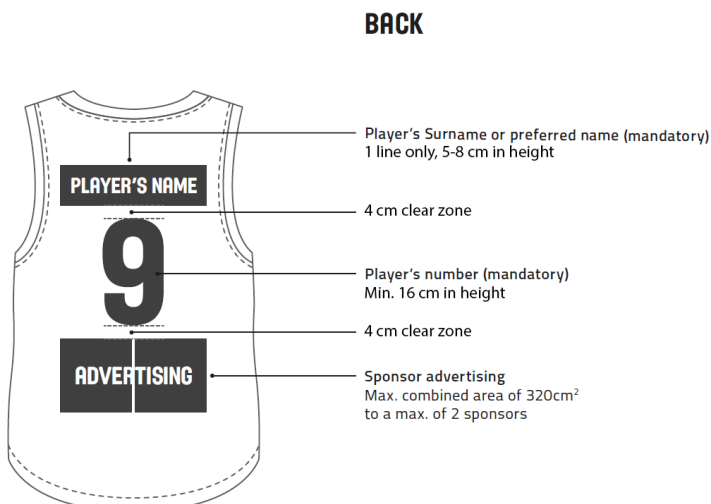 BACK
Player's Surname or preferred name (mandatory)
1 line only, 5-8 cm in height
PLAYER'S NAME
4 cm clear zone
9
Player's number (mandatory)
Min. 16 cm in height
4 cm clear zone
ADVERTISING
Sponsor advertising
Max. combined area of 320cm²
to a max. of 2 sponsors